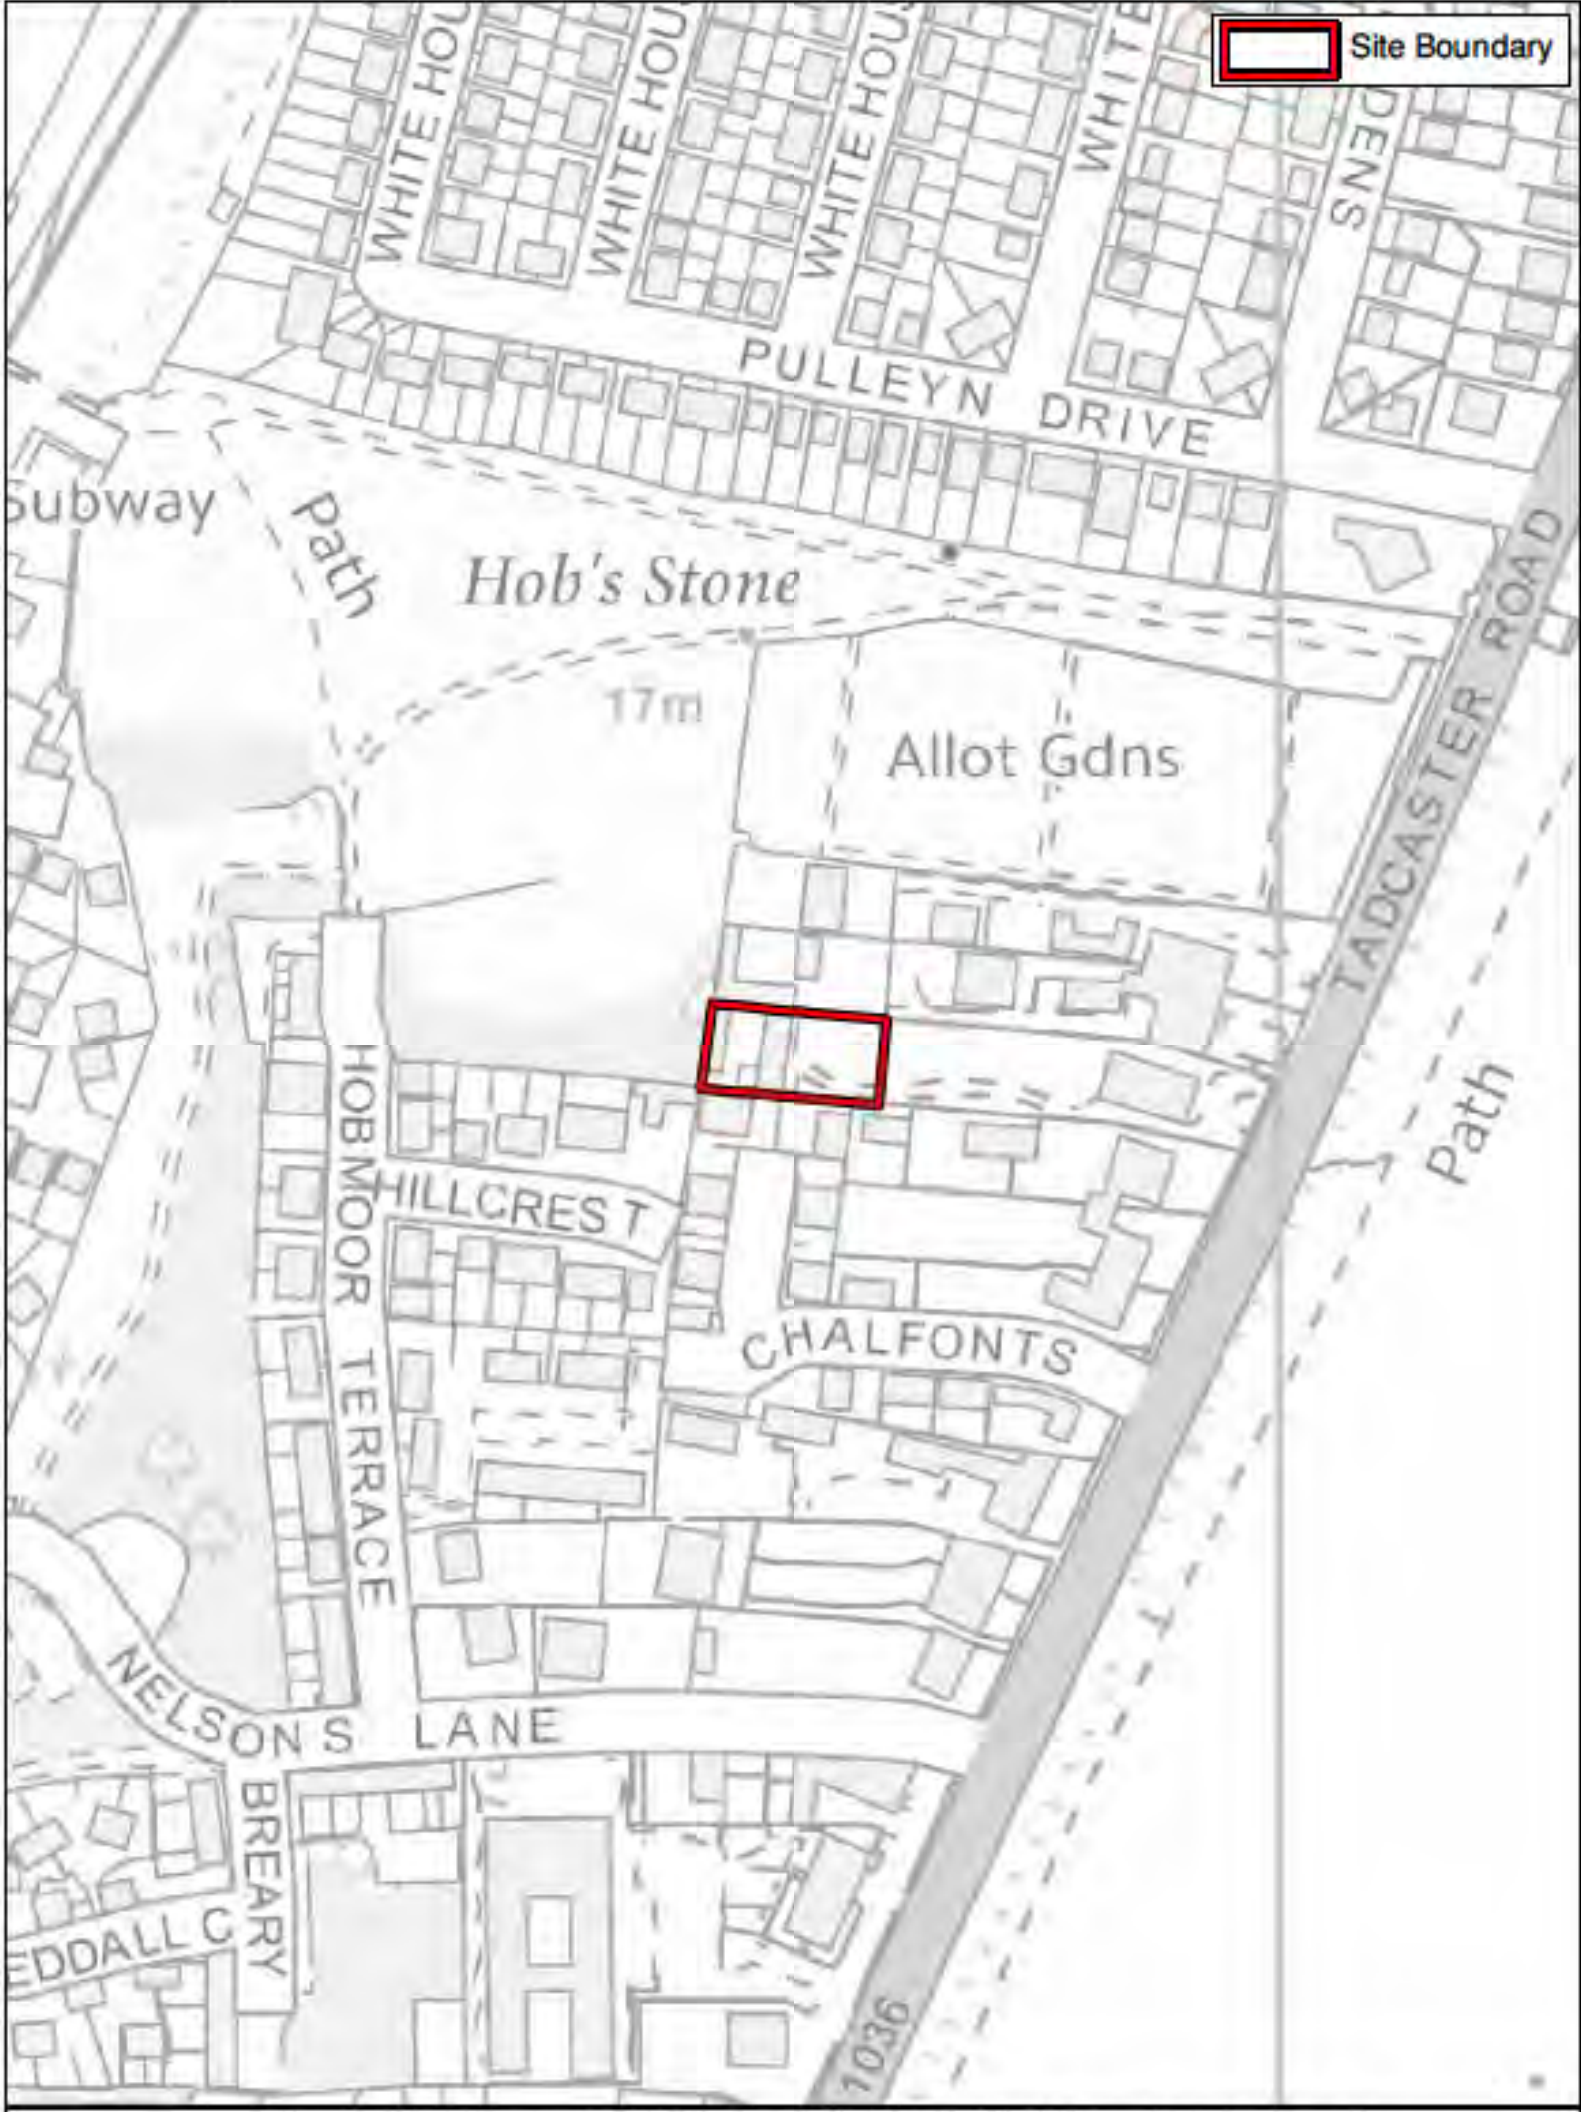 Site Boundary
WHITE HOU
WHITE HOU
WHITE HOUS
WHITE
DENS
PULLEYN DRIVE
Subway
Path
Hob's Stone
17m
Allot Gdns
TADCASTER ROAD
Path
HOBMOOR TERRACE
HILLCREST
CHALFONTS
NELSONS LANE
BREARY
EDDALL C
1036